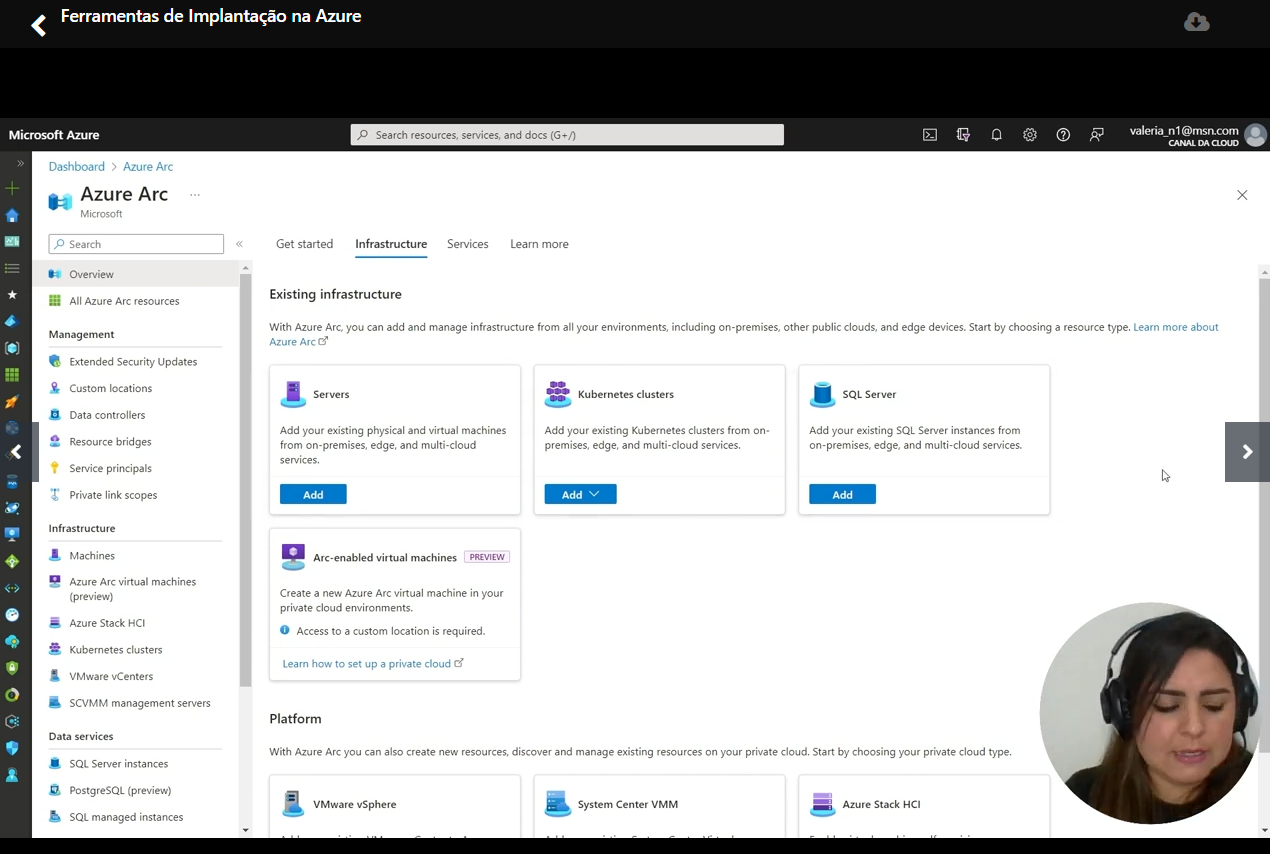 Ferramentas de Implantação na Azure
Microsoft Azure
Search resources, services, and docs (G+/)
valeria_n1@msn.com
CANAL DA CLOUD
Dashboard > Azure Arc
Azure Arc ...
Microsoft
Search
Overview
All Azure Arc resources
Management
Extended Security Updates
Custom locations
Data controllers
Resource bridges
Service principals
Private link scopes
Infrastructure
Machines
Azure Arc virtual machines
(preview)
Azure Stack HCI
Kubernetes clusters
VMware vCenters
SCVMM management servers
Data services
SQL Server instances
PostgreSQL (preview)
SQL managed instances
Get started Infrastructure Services Learn more
Existing infrastructure
With Azure Arc, you can add and manage infrastructure from all your environments, including on-premises, other public clouds, and edge devices. Start by choosing a resource type. Learn more about
Azure Arc
Servers
Add your existing physical and virtual machines
from on-premises, edge, and multi-cloud
services.
Add
Kubernetes clusters
Add your existing Kubernetes clusters from on-
premises, edge, and multi-cloud services.
Add
SQL Server
Add your existing SQL Server instances from
on-premises, edge, and multi-cloud services.
Add
Arc-enabled virtual machines PREVIEW
Create a new Azure Arc virtual machine in your
private cloud environments.
Access to a custom location is required.
Learn how to set up a private cloud
Platform
With Azure Arc you can also create new resources, discover and manage existing resources on your private cloud. Start by choosing your private cloud type.
VMware vSphere
System Center VMM
Azure Stack HCI